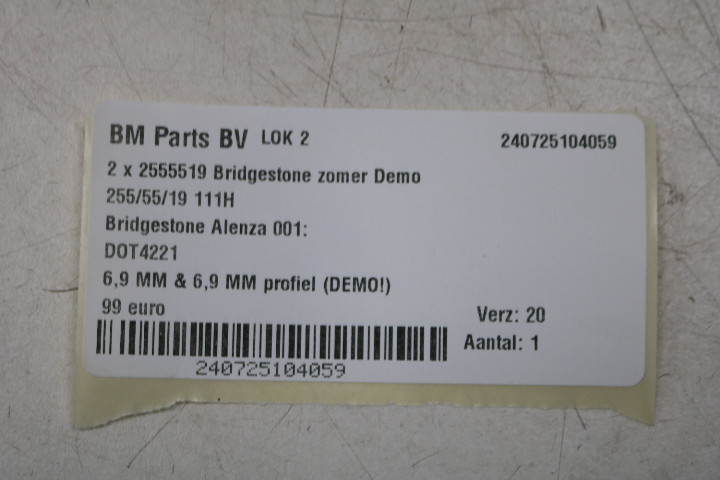 BM Parts BV LOK 2 240725104059
2 x 2555519 Bridgestone zomer Demo
255/55/19 111H
Bridgestone Alenza 001:
DOT4221
6,9 MM & 6,9 MM profiel (DEMO!)
99 euro
Verz: 20
Aantal: 1
240725104059